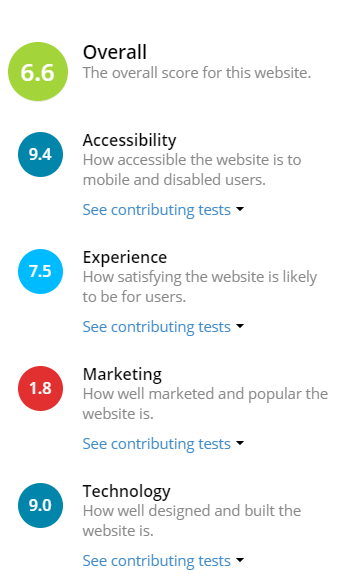 6.6
Overall
The overall score for this website.
9.4
Accessibility
How accessible the website is to
mobile and disabled users.
See contributing tests
7.5
Experience
How satisfying the website is likely
to be for users.
See contributing tests
1.8
Marketing
How well marketed and popular the
website is.
See contributing tests
9.0
Technology
How well designed and built the
website is.
See contributing tests